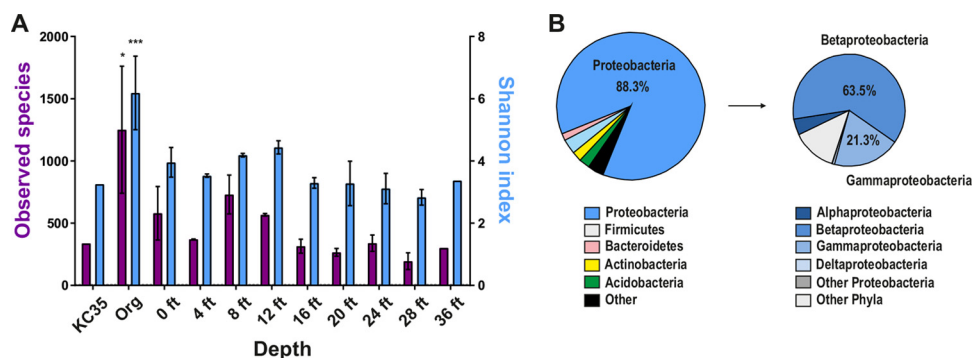 A
B
* ***
2000
1500
1000
500
0
Observed species
8
6
4
2
0
Shannon index
KC35 Org 0 ft 4 ft 8 ft 12 ft 16 ft 20 ft 24 ft 28 ft 36 ft
Depth
Proteobacteria
88.3%
Betaproteobacteria
63.5%
21.3%
Gammaproteobacteria
Proteobacteria
Firmicutes
Bacteroidetes
Actinobacteria
Acidobacteria
Other
Alphaproteobacteria
Betaproteobacteria
Gammaproteobacteria
Deltaproteobacteria
Other Proteobacteria
Other Phyla